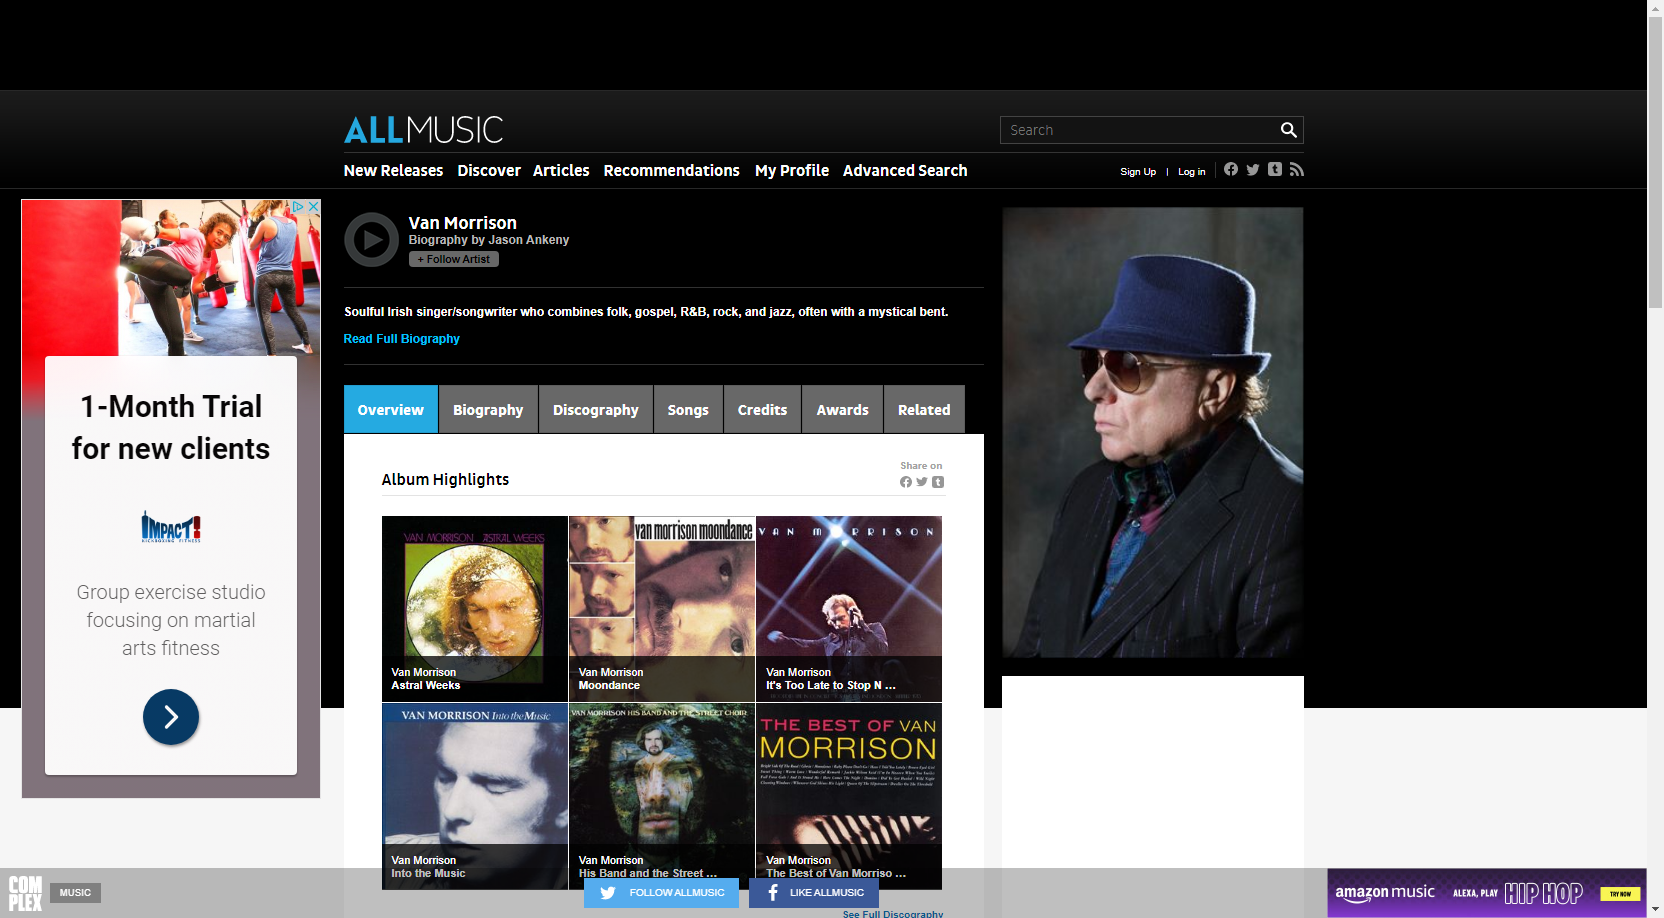 ALLMUSIC
Search
New Releases Discover Articles Recommendations My Profile Advanced Search
Sign Up | Log in
Van Morrison
Biography by Jason Ankeny
+ Follow Artist
Soulful Irish singer/songwriter who combines folk, gospel, R&B, rock, and jazz, often with a mystical bent.
Read Full Biography
Overview Biography Discography Songs Credits Awards Related
1-Month Trial
for new clients
IMPACT!
KICKBOXING FITNESS
Group exercise studio
focusing on martial
arts fitness
Album Highlights
Share on
VAN MORRISON ASTRAL WEEKS
Van Morrison
Astral Weeks
van morrison moondance
Van Morrison
Moondance
VAN MORRISON
Van Morrison
It's Too Late to Stop N ...
VAN MORRISON Into the Music
Van Morrison
Into the Music
VAN MORRISON HIS BAND AND THE STREET CHOIR
Van Morrison
His Band and the Street ...
THE BEST OF VAN
MORRISON
Van Morrison
The Best of Van Morriso ...
See Full Discography
COMPLEX
MUSIC
FOLLOW ALLMUSIC
LIKE ALLMUSIC
amazon music ALEXA, PLAY HIP HOP TRY NOW